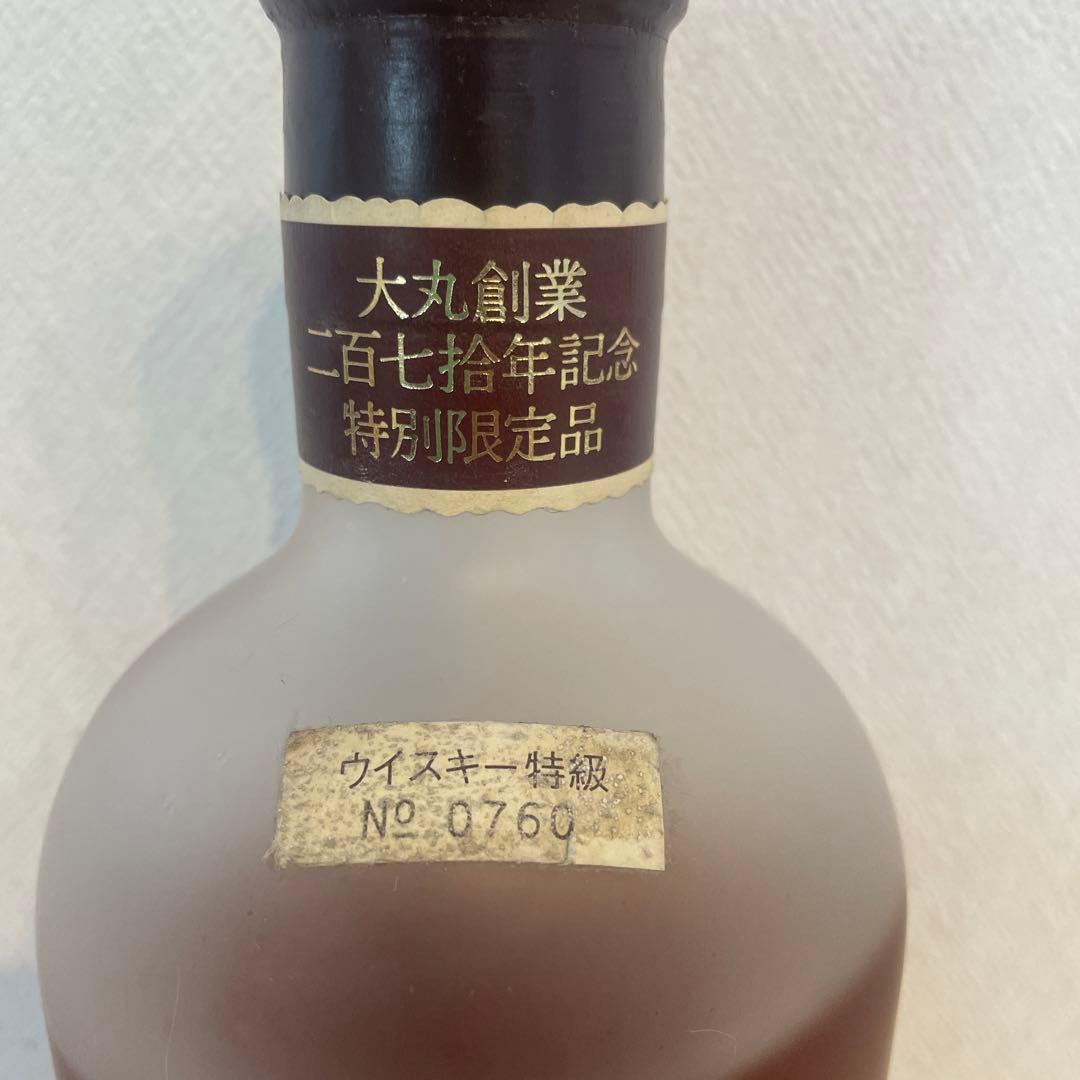 大丸創業
二百七拾年記念
特別限定品
ウイスキー特級
Nº 0760